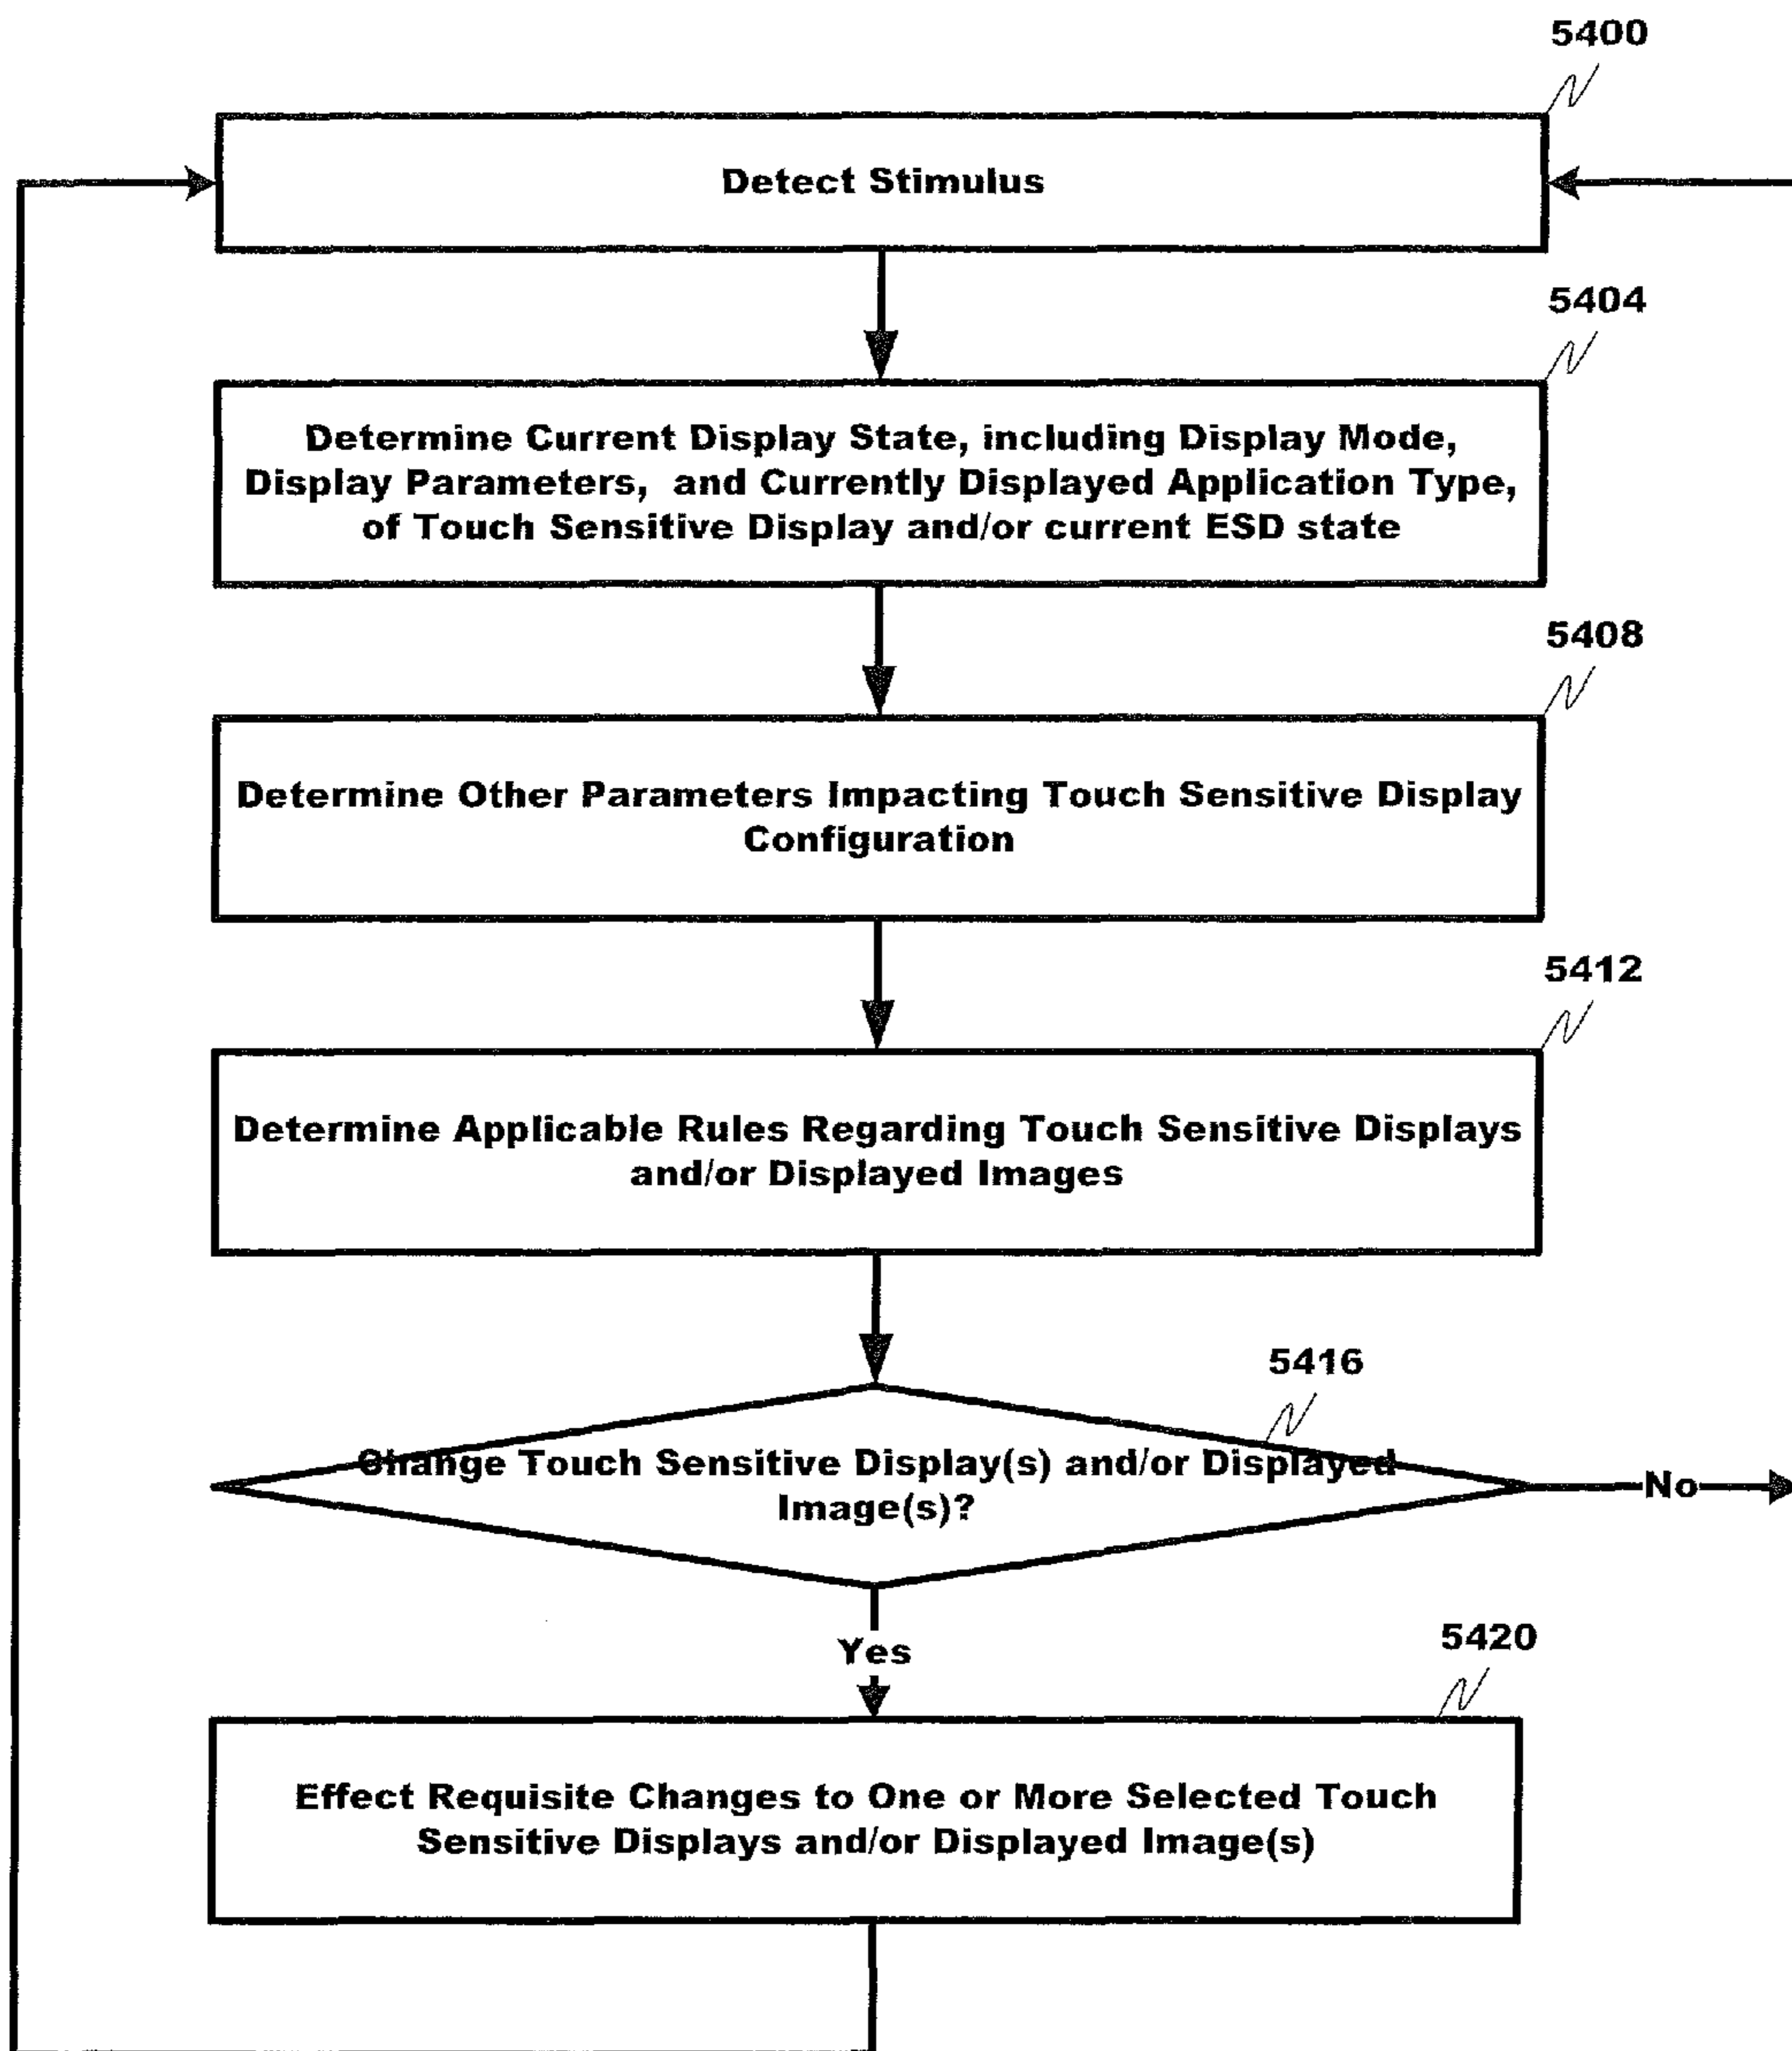 5400
Detect Stimulus
5404
Determine Current Display State, including Display Mode,
Display Parameters, and Currently Displayed Application Type,
of Touch Sensitive Display and/or current ESD state
5408
Determine Other Parameters Impacting Touch Sensitive Display
Configuration
5412
Determine Applicable Rules Regarding Touch Sensitive Displays
and/or Displayed Images
5416
Change Touch Sensitive Display(s) and/or Displayed
Image(s)?
No
Yes
5420
Effect Requisite Changes to One or More Selected Touch
Sensitive Displays and/or Displayed Image(s)